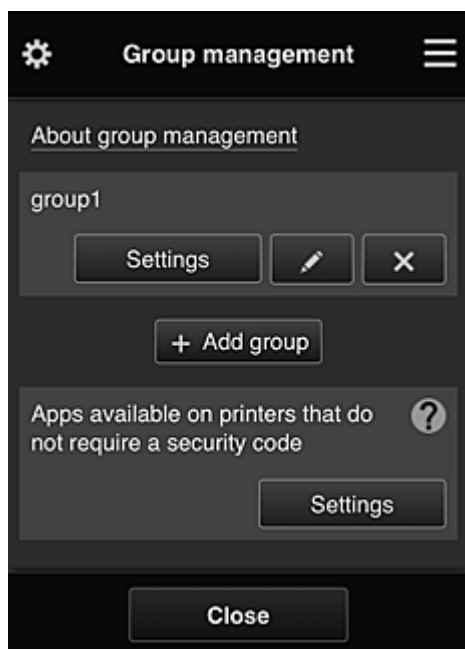 Group management
About group management
group1
Settings
+ Add group
Apps available on printers that do
not require a security code
?
Settings
Close